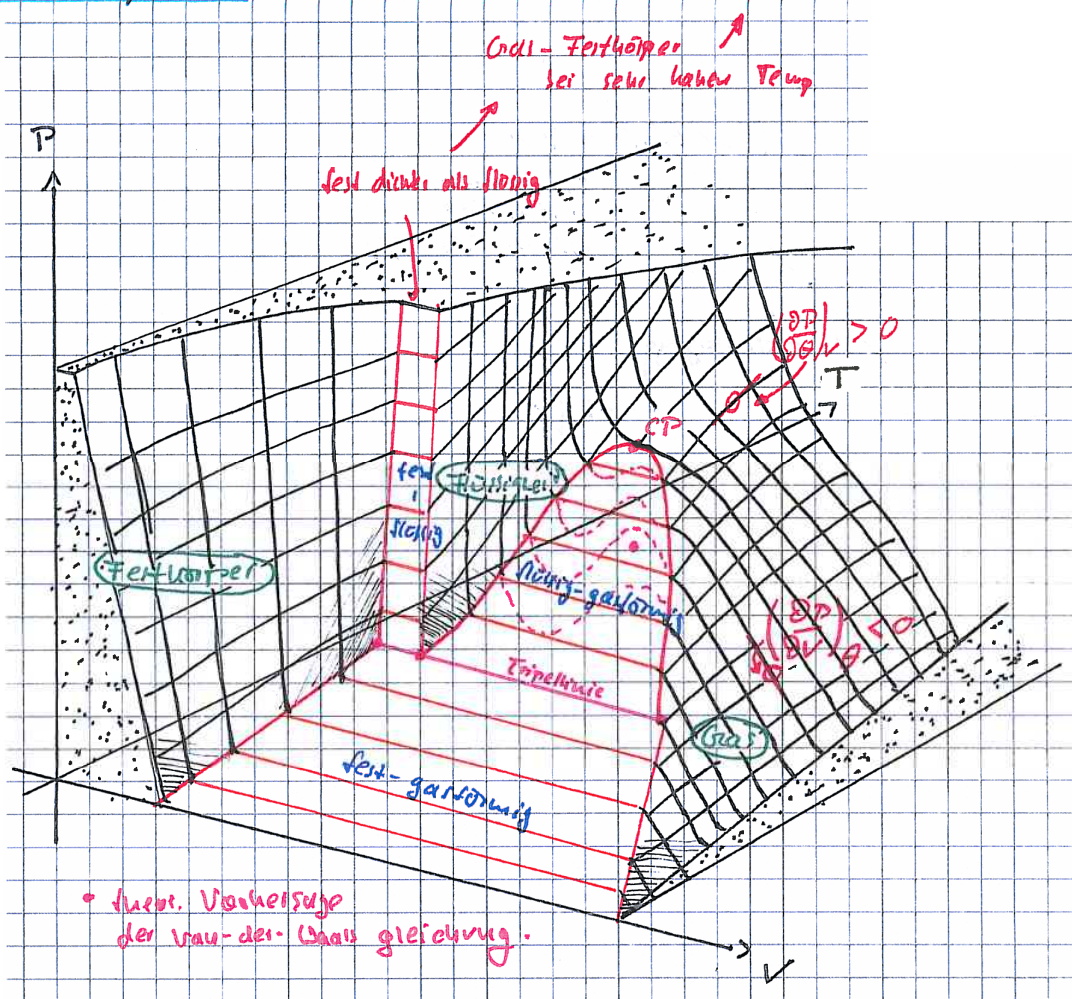 Gas-Festkörper
bei sehr hohen Temp
P
fest dichter als flüssig
(∂P/∂θ)_V > 0
T
CP
fest
flüssig
Flüssigkeit
Festkörper
flüssig-gasförmig
(∂P/∂V)_θ < 0
Tripellinie
Gas
fest-gasförmig
• theor. Vorhersage
der van-der-Waals gleichung.
V